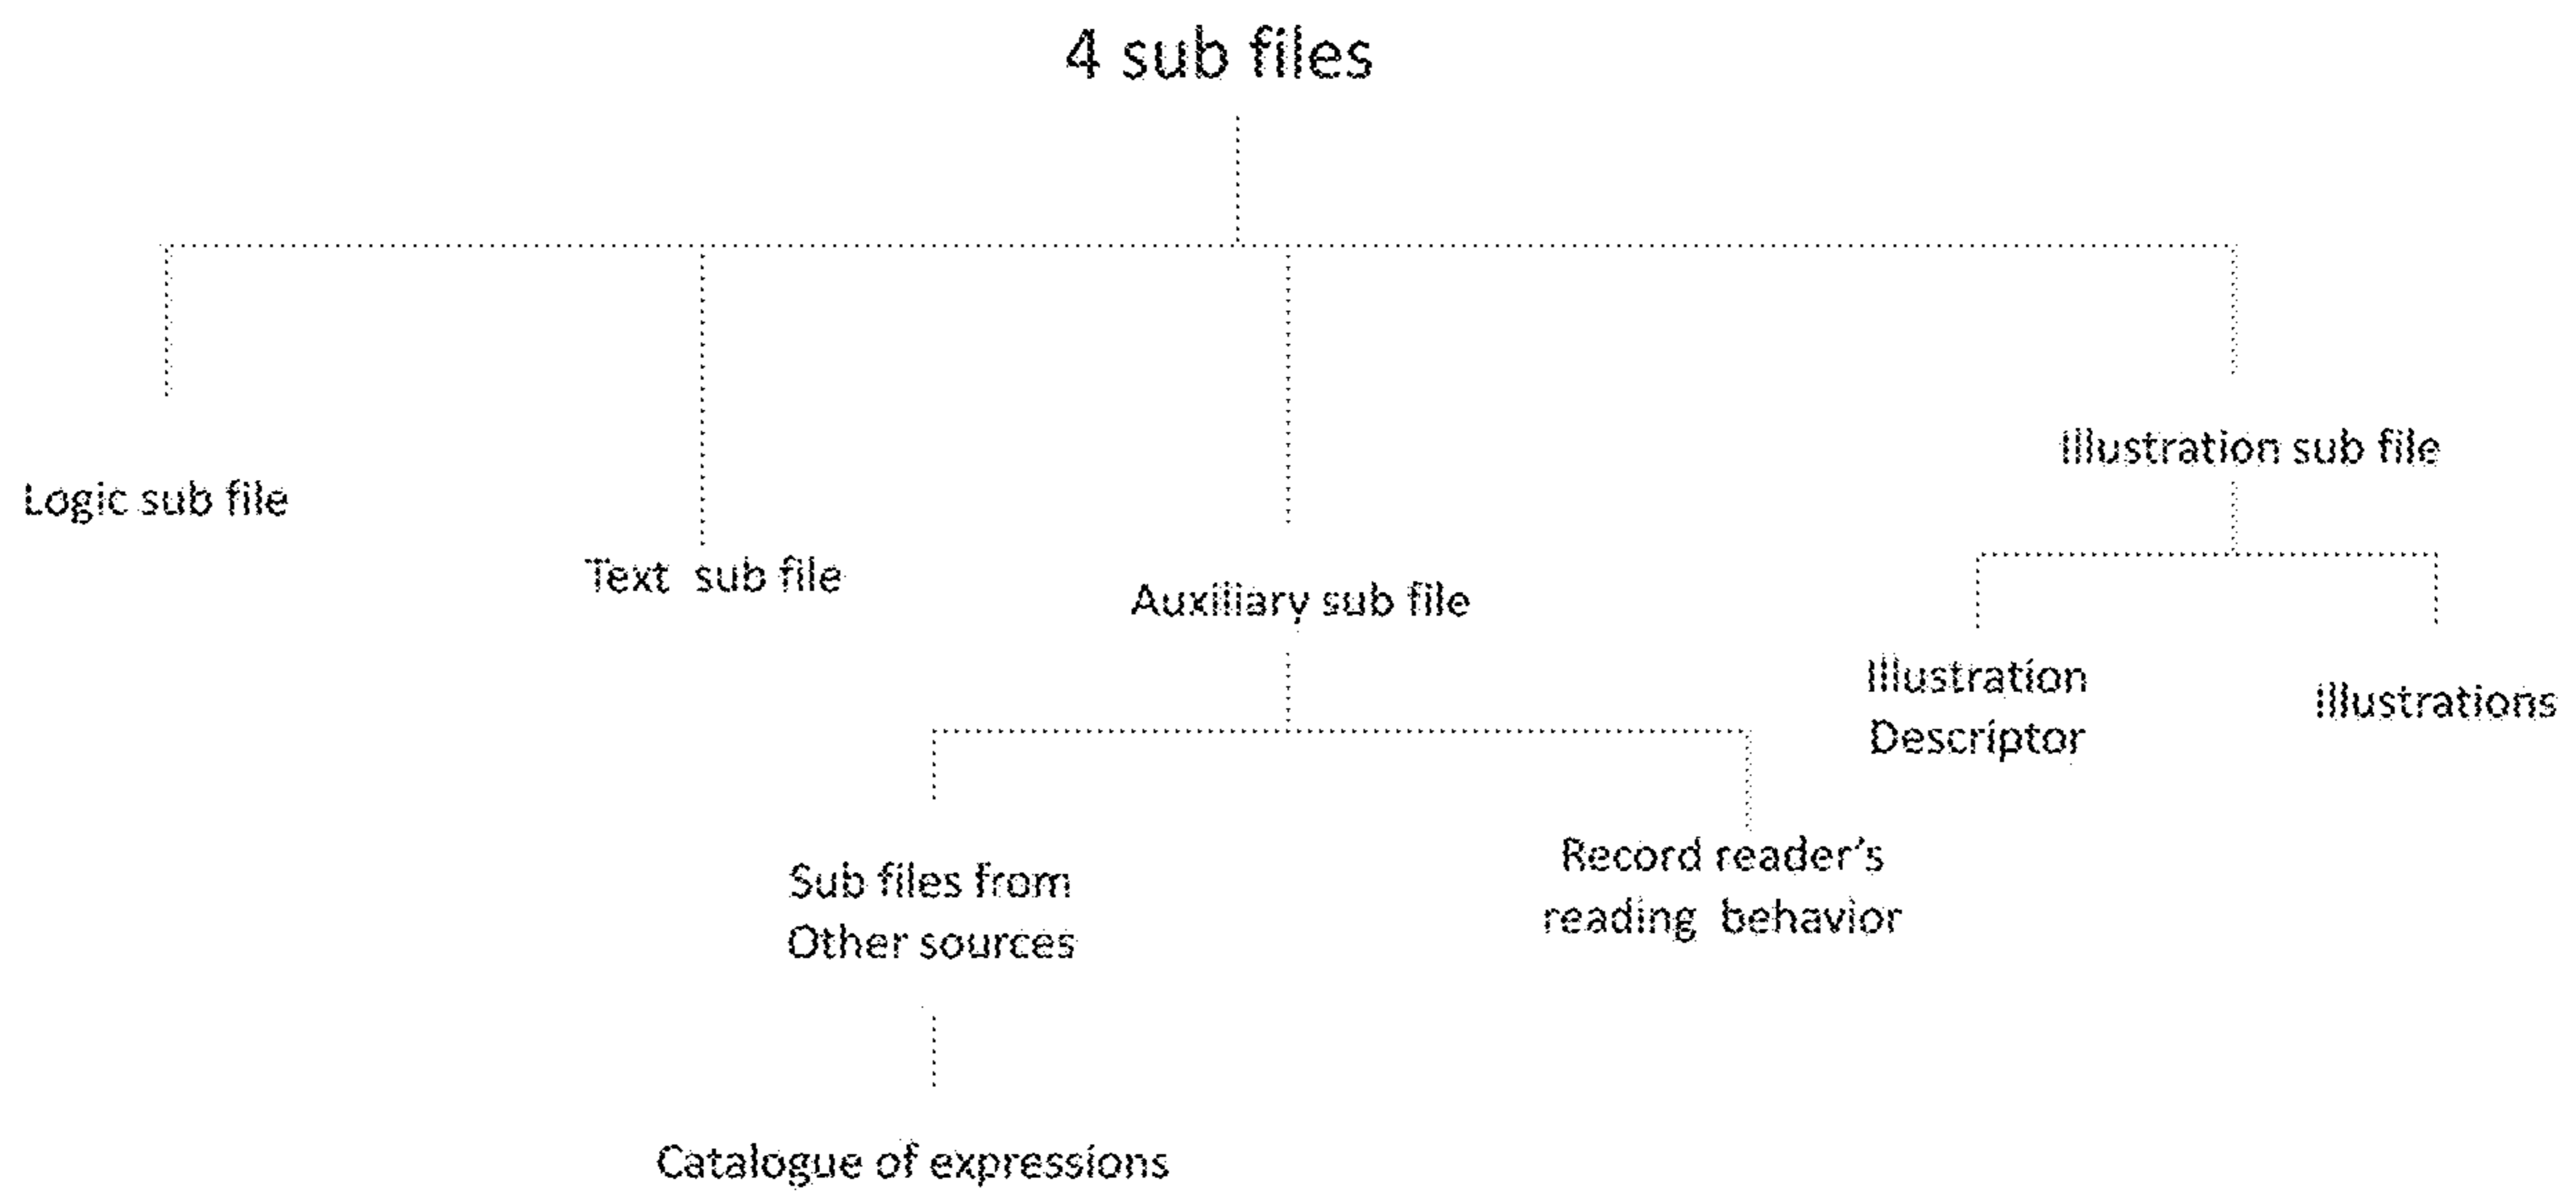 4 sub files
Logic sub file
Text sub file
Auxiliary sub file
Illustration sub file
Illustration
Descriptor
Illustrations
Sub files from
Other sources
Record reader's
reading behavior
Catalogue of expressions